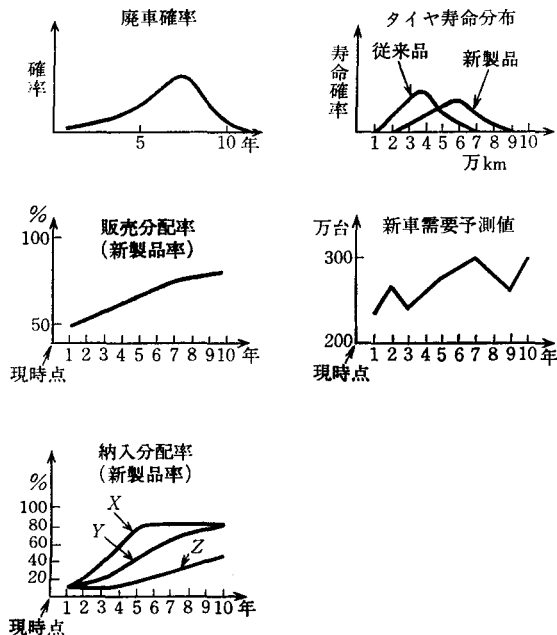 廃車確率
確率
5
10 年
タイヤ寿命分布
寿命確率
従来品
新製品
1 2 3 4 5 6 7 8 9 10
万km
販売分配率
(新製品率)
%
100
50
1 2 3 4 5 6 7 8 9 10 年
現時点
新車需要予測値
万台
300
200
1 2 3 4 5 6 7 8 9 10 年
現時点
納入分配率
(新製品率)
%
100
80
60
40
20
X
Y
Z
1 2 3 4 5 6 7 8 9 10 年
現時点